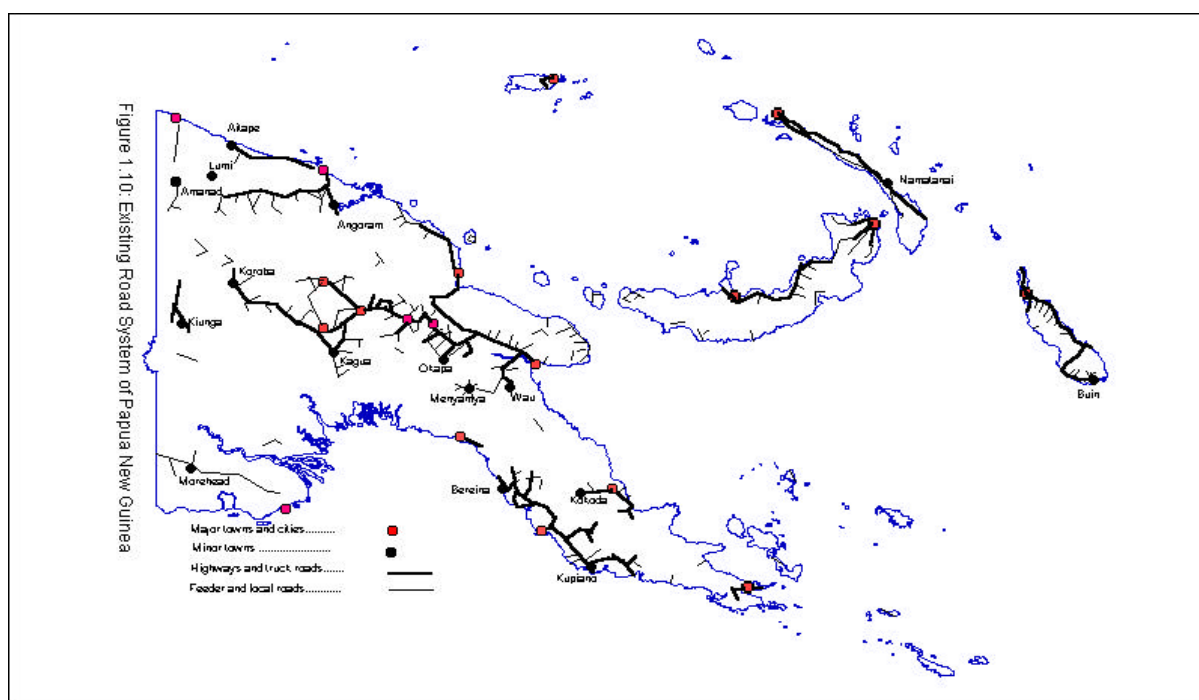 Figure 1.10: Existing Road System of Papua New Guinea
Aitape
Lumi
Amanad
Angoram
Namatanai
Koroba
Kiunga
Kagua
Okapa
Menyamya
Wau
Buin
Morehead
Bereina
Kokoda
Kupiano
Major towns and cities..........
Minor towns ........................
Highways and truck roads.......
Feeder and local roads............